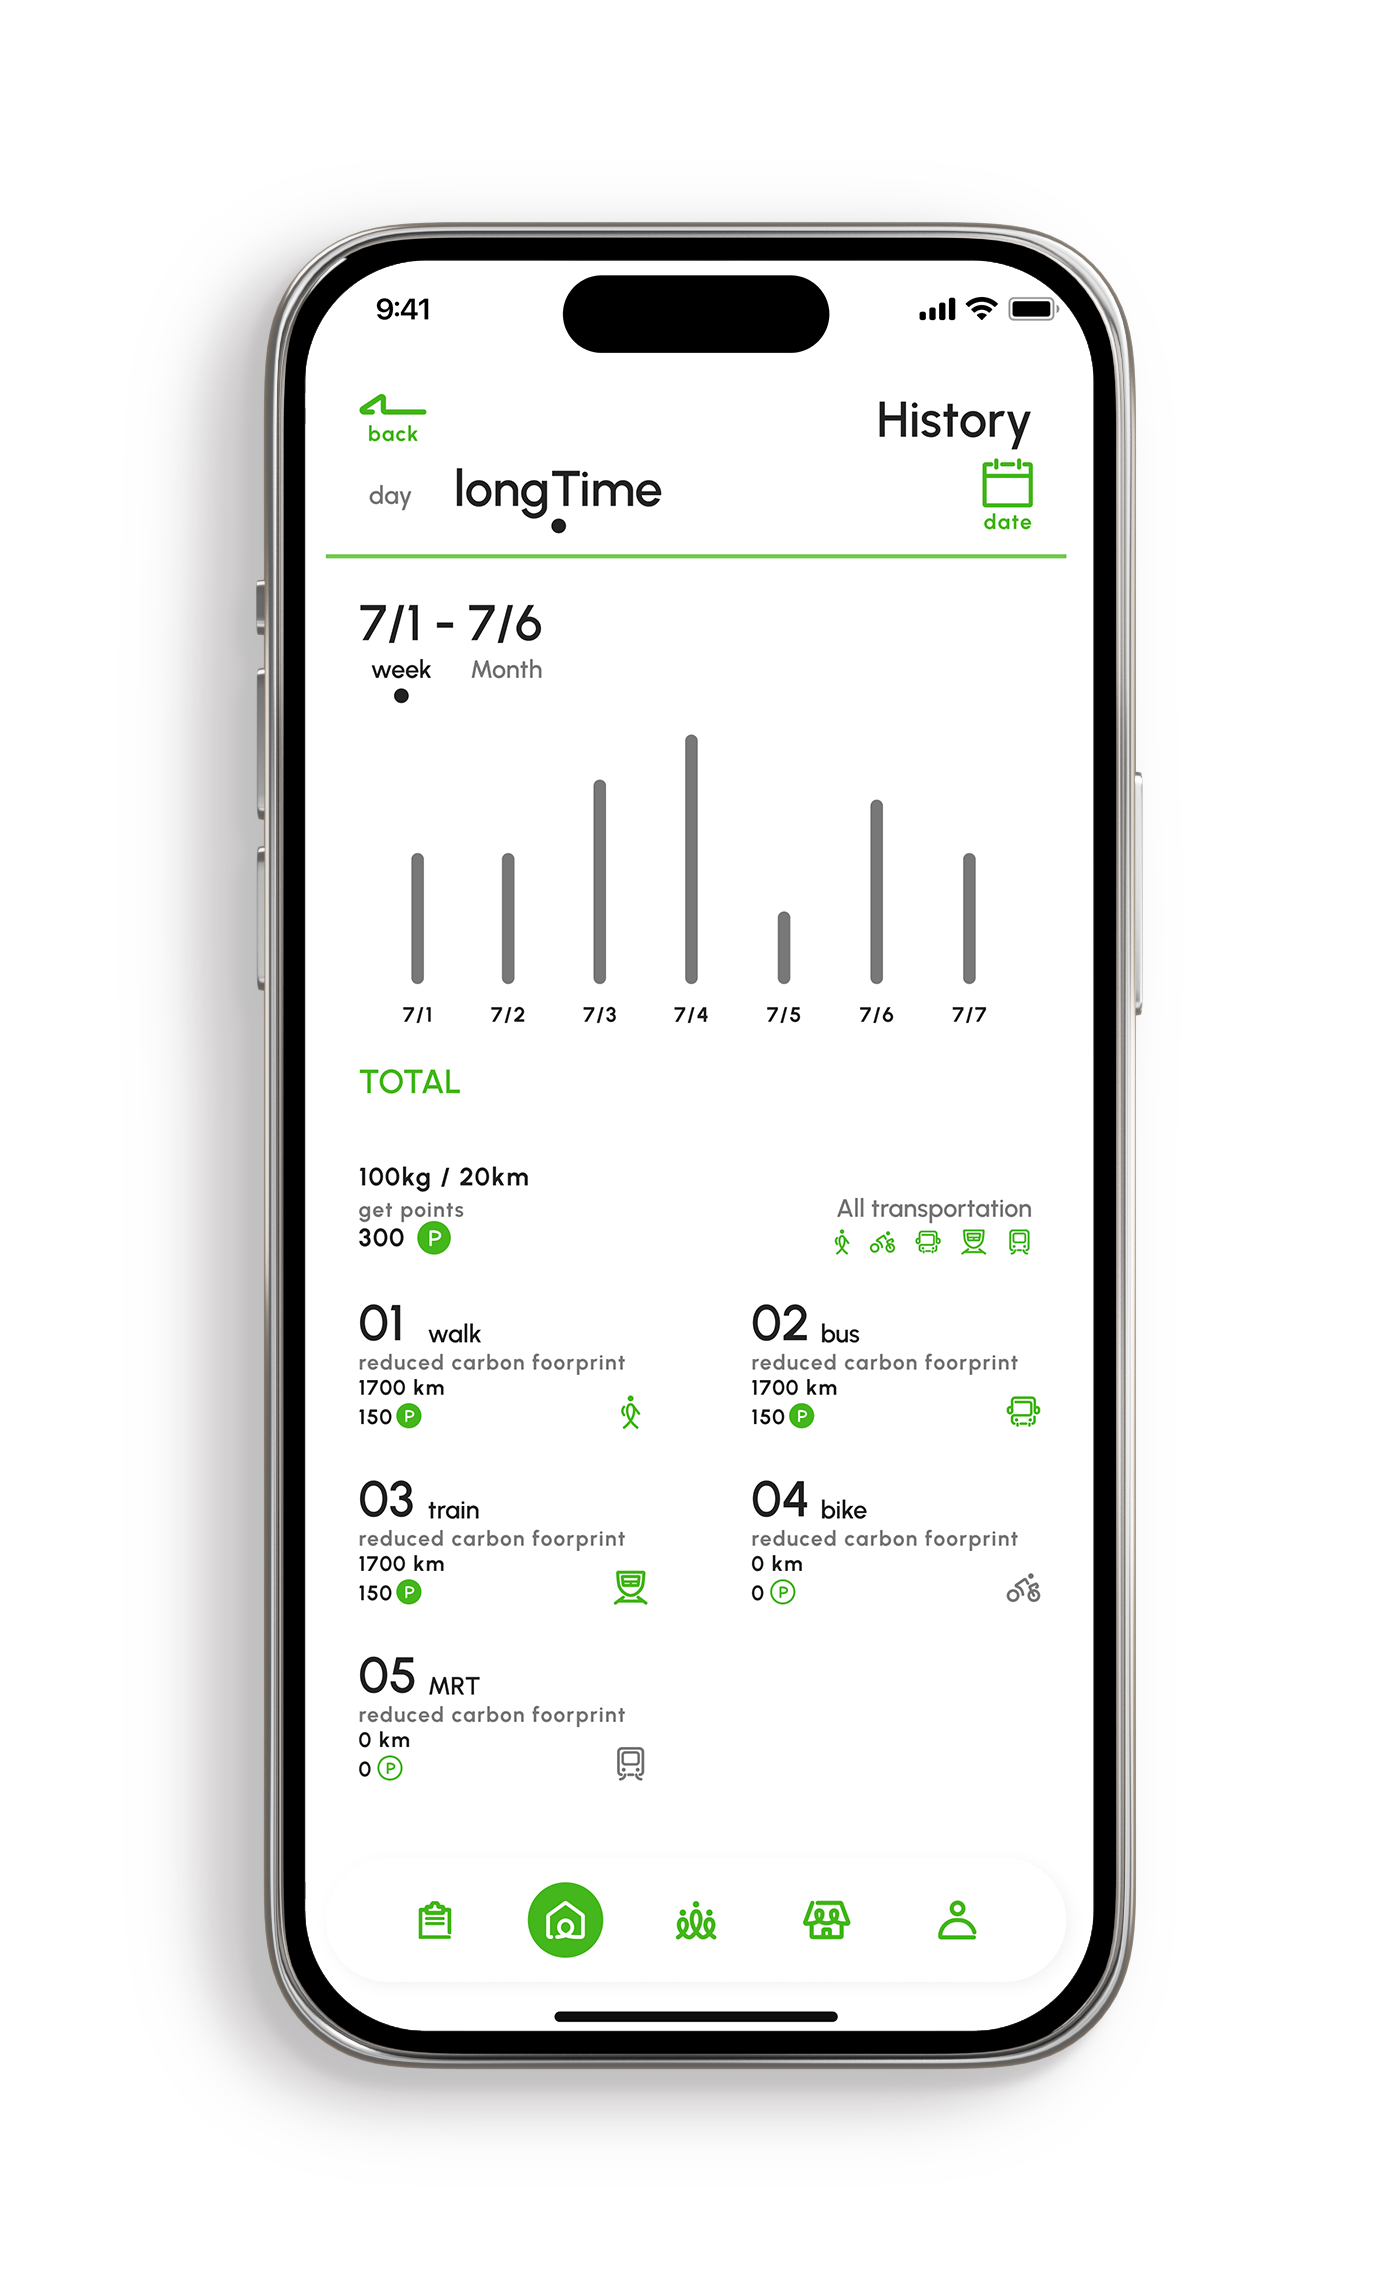 9:41
back
History
day longTime
date
7/1 - 7/6
week Month
7/1 7/2 7/3 7/4 7/5 7/6 7/7
TOTAL
100kg / 20km
get points
300 P
All transportation
01 walk
reduced carbon foorprint
1700 km
150 P
02 bus
reduced carbon foorprint
1700 km
150 P
03 train
reduced carbon foorprint
1700 km
150 P
04 bike
reduced carbon foorprint
0 km
0 P
05 MRT
reduced carbon foorprint
0 km
0 P